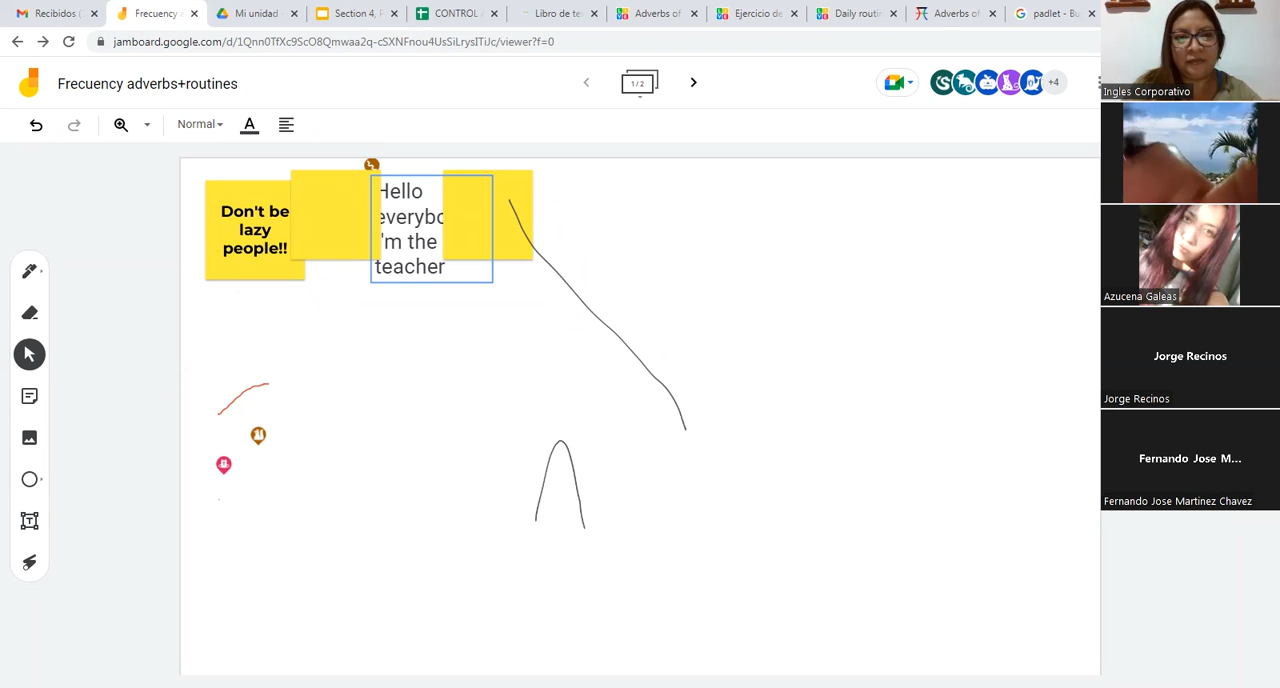 Recibidos (
Frecuency a
Mi unidad
Section 4, F
CONTROL A
Libro de te
Adverbs of
Ejercicio de
Daily routin
Adverbs of
padlet - Bu
jamboard.google.com/d/1Qnn0TfXc9ScO8Qmwaa2q-cSXNFnou4UsSiLrysITiJc/viewer?f=0
Frecuency adverbs+routines
1/2
+4
Normal
Don't be
lazy
people!!
Hello
everybo
I'm the
teacher
Ingles Corporativo
Azucena Galeas
Jorge Recinos
Jorge Recinos
Fernando Jose M...
Fernando Jose Martinez Chavez